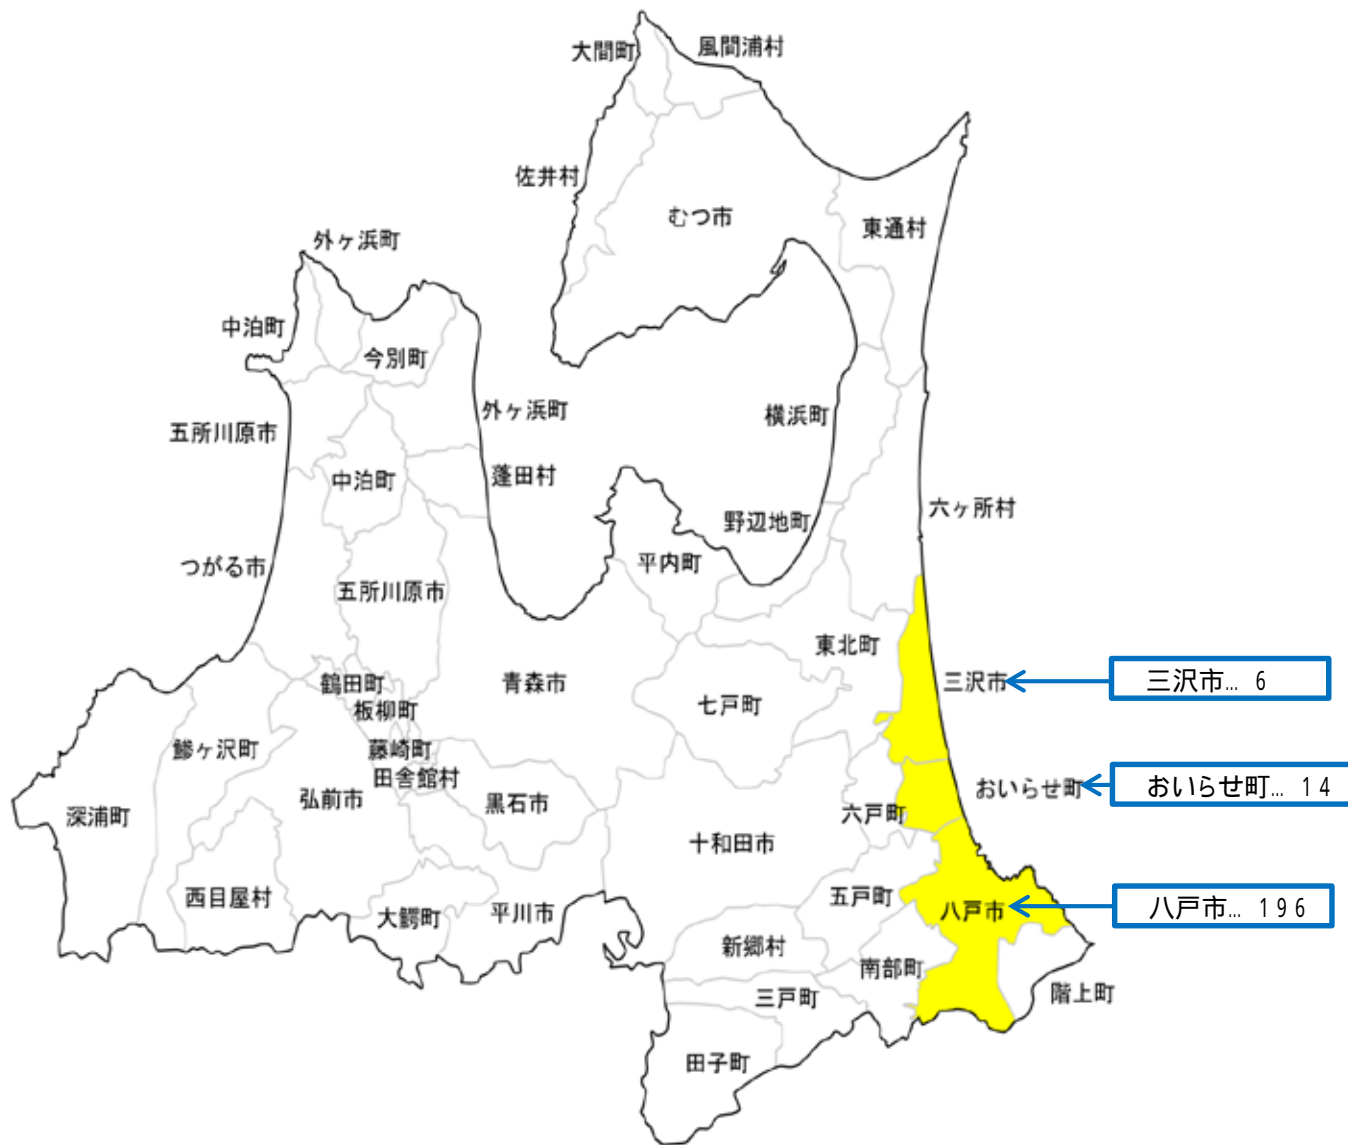 大間町
風間浦村
佐井村
むつ市
東通村
外ヶ浜町
中泊町
今別町
外ヶ浜町
横浜町
五所川原市
中泊町
蓬田村
野辺地町
六ヶ所村
つがる市
五所川原市
平内町
東北町
鶴田町
青森市
七戸町
三沢市
三沢市… 6
板柳町
鰺ヶ沢町
藤崎町
田舎館村
おいらせ町
おいらせ町… 14
深浦町
弘前市
黒石市
六戸町
十和田市
西目屋村
五戸町
八戸市
八戸市… 196
大鰐町
平川市
新郷村
南部町
三戸町
階上町
田子町